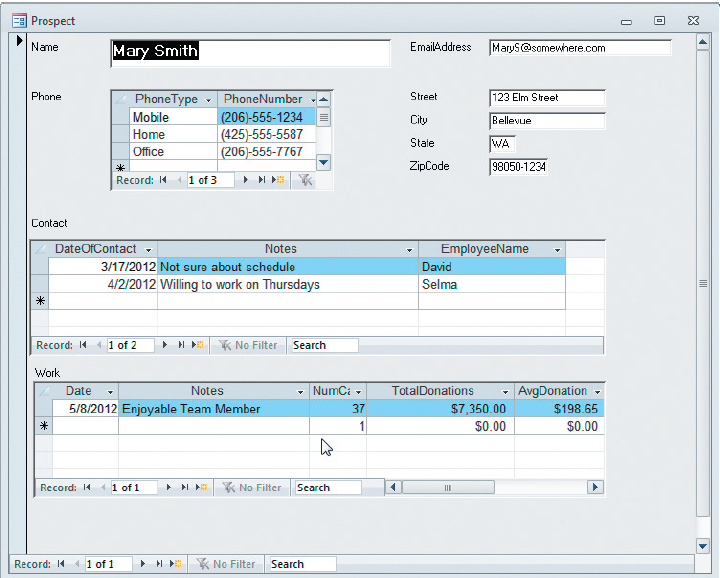 Prospect
Name Mary Smith EmailAddress MaryS@somewhere.com
Phone PhoneType PhoneNumber Street 123 Elm Street
Mobile (206)-555-1234 City Bellevue
Home (425)-555-5587 State WA
Office (206)-555-7767 ZipCode 98050-1234
Record: 1 of 3
Contact
DateOfContact Notes EmployeeName
3/17/2012 Not sure about schedule David
4/2/2012 Willing to work on Thursdays Selma
Record: 1 of 2 No Filter Search
Work
Date Notes NumCa TotalDonations AvgDonation
5/8/2012 Enjoyable Team Member 37 $7,350.00 $198.65
1 $0.00 $0.00
Record: 1 of 1 No Filter Search
Record: 1 of 1 No Filter Search